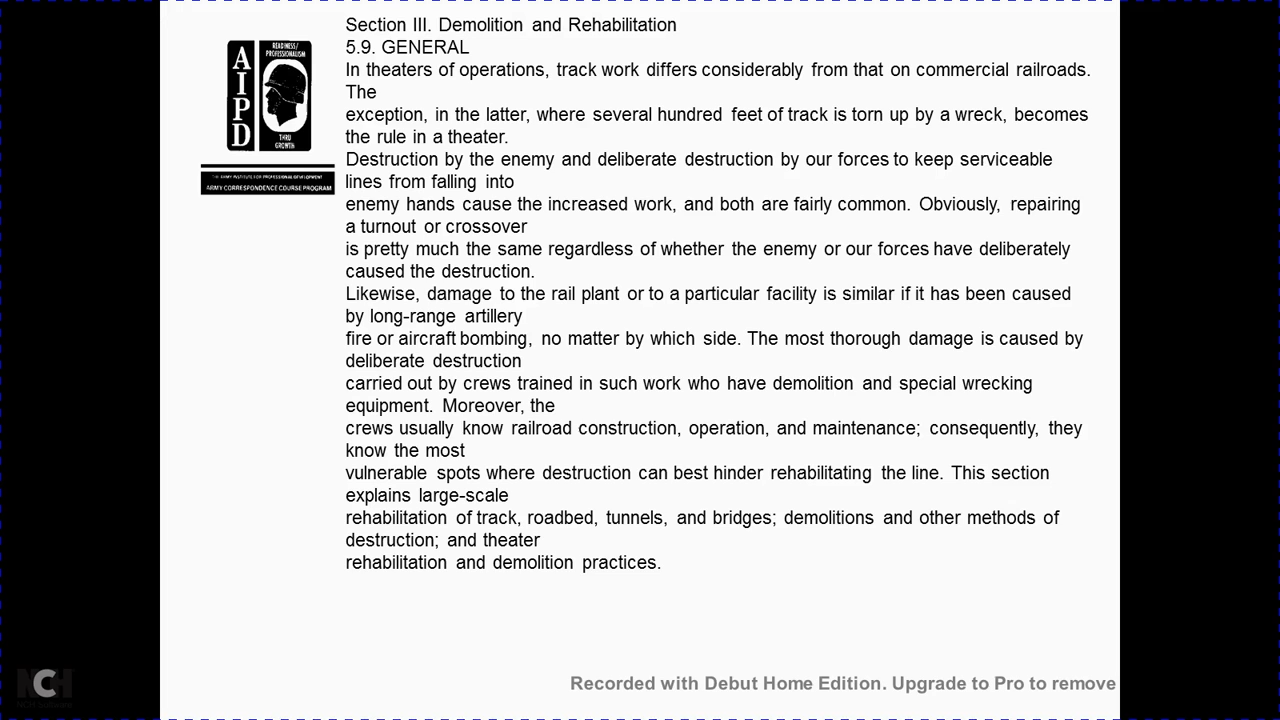 Section III. Demolition and Rehabilitation
5.9. GENERAL
In theaters of operations, track work differs considerably from that on commercial railroads.
The
exception, in the latter, where several hundred feet of track is torn up by a wreck, becomes
the rule in a theater.
Destruction by the enemy and deliberate destruction by our forces to keep serviceable
lines from falling into
enemy hands cause the increased work, and both are fairly common. Obviously, repairing
a turnout or crossover
is pretty much the same regardless of whether the enemy or our forces have deliberately
caused the destruction.
Likewise, damage to the rail plant or to a particular facility is similar if it has been caused
by long-range artillery
fire or aircraft bombing, no matter by which side. The most thorough damage is caused by
deliberate destruction
carried out by crews trained in such work who have demolition and special wrecking
equipment. Moreover, the
crews usually know railroad construction, operation, and maintenance; consequently, they
know the most
vulnerable spots where destruction can best hinder rehabilitating the line. This section
explains large-scale
rehabilitation of track, roadbed, tunnels, and bridges; demolitions and other methods of
destruction; and theater
rehabilitation and demolition practices.
AIPD
READINESS/
PROFESSIONALISM
THRU
GROWTH
THE ARMY INSTITUTE FOR PROFESSIONAL DEVELOPMENT
ARMY CORRESPONDENCE COURSE PROGRAM
NCH
NCH Software
Recorded with Debut Home Edition. Upgrade to Pro to remove